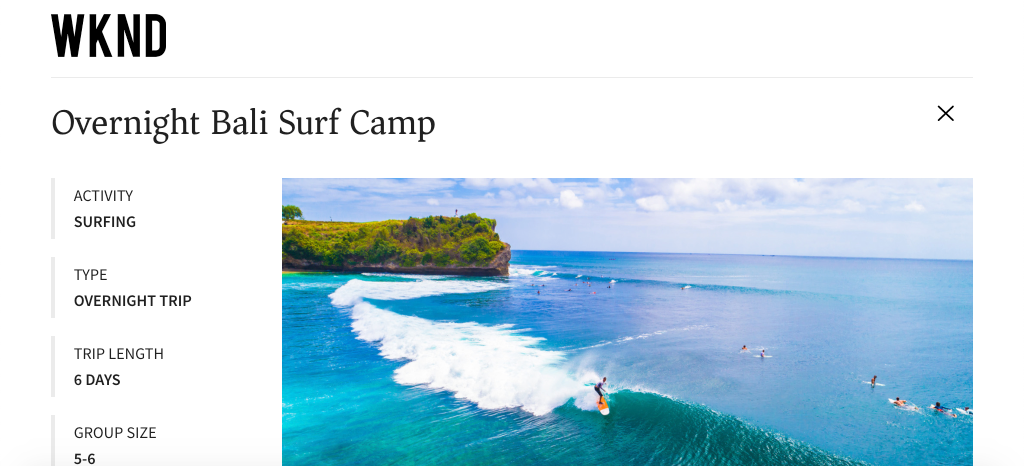 WKND
Overnight Bali Surf Camp
ACTIVITY
SURFING
TYPE
OVERNIGHT TRIP
TRIP LENGTH
6 DAYS
GROUP SIZE
5-6